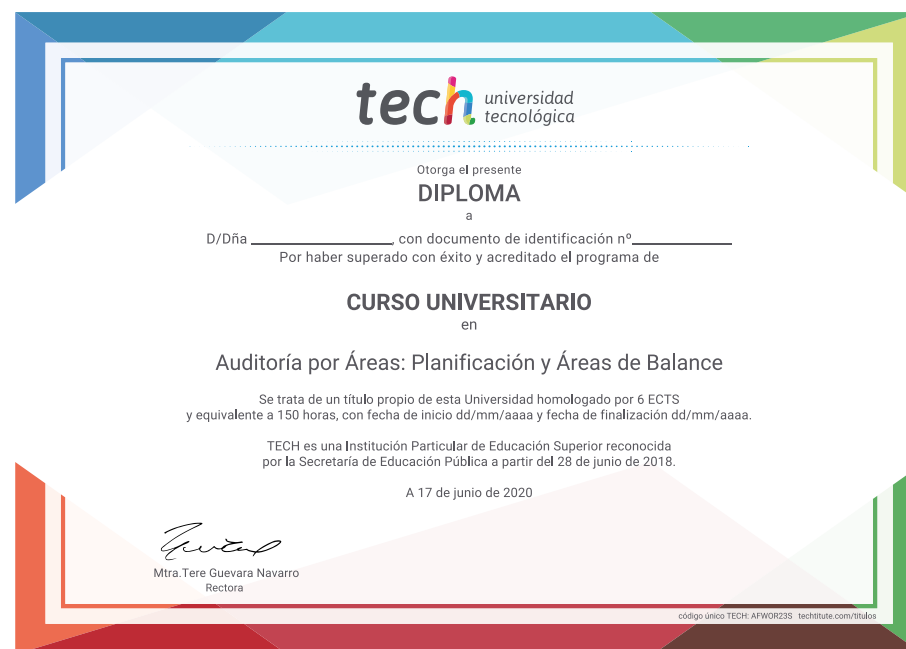 tech universidad
tecnológica
Otorga el presente
DIPLOMA
a
D/Dña ____________________, con documento de identificación nº______________
Por haber superado con éxito y acreditado el programa de
CURSO UNIVERSITARIO
en
Auditoría por Áreas: Planificación y Áreas de Balance
Se trata de un título propio de esta Universidad homologado por 6 ECTS
y equivalente a 150 horas, con fecha de inicio dd/mm/aaaa y fecha de finalización dd/mm/aaaa.
TECH es una Institución Particular de Educación Superior reconocida
por la Secretaría de Educación Pública a partir del 28 de junio de 2018.
A 17 de junio de 2020
Mtra.Tere Guevara Navarro
Rectora
código único TECH: AFWOR23S techtitute.com/titulos